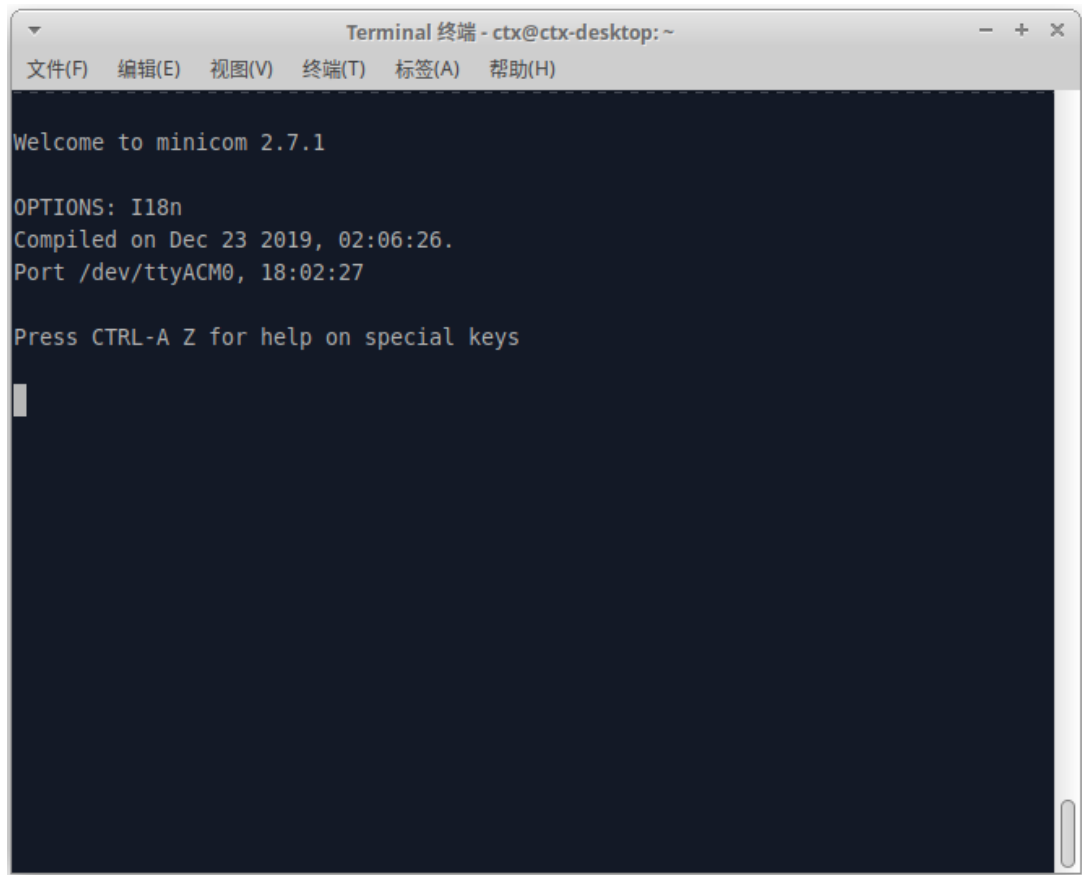 Terminal 终端 - ctx@ctx-desktop: ~
文件(F) 编辑(E) 视图(V) 终端(T) 标签(A) 帮助(H)
Welcome to minicom 2.7.1
OPTIONS: I18n
Compiled on Dec 23 2019, 02:06:26.
Port /dev/ttyACM0, 18:02:27
Press CTRL-A Z for help on special keys